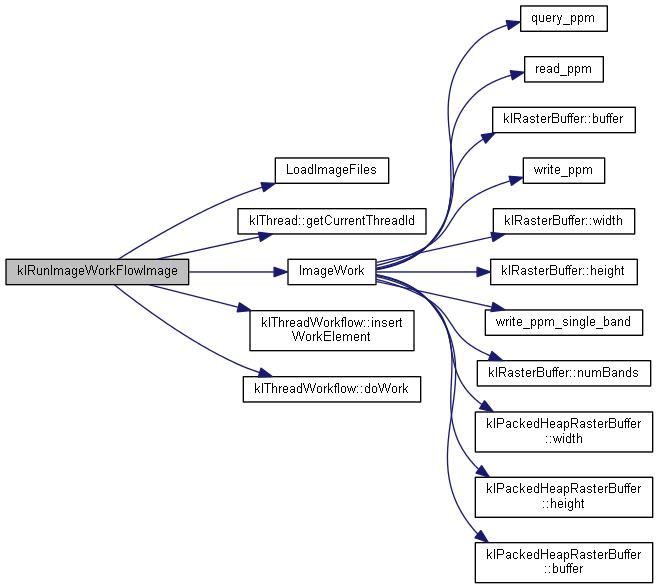 klRunImageWorkFlowImage
LoadImageFiles
klThread::getCurrentThreadId
ImageWork
klThreadWorkflow::insert
WorkElement
klThreadWorkflow::doWork
query_ppm
read_ppm
klRasterBuffer::buffer
write_ppm
klRasterBuffer::width
klRasterBuffer::height
write_ppm_single_band
klRasterBuffer::numBands
klPackedHeapRasterBuffer
::width
klPackedHeapRasterBuffer
::height
klPackedHeapRasterBuffer
::buffer